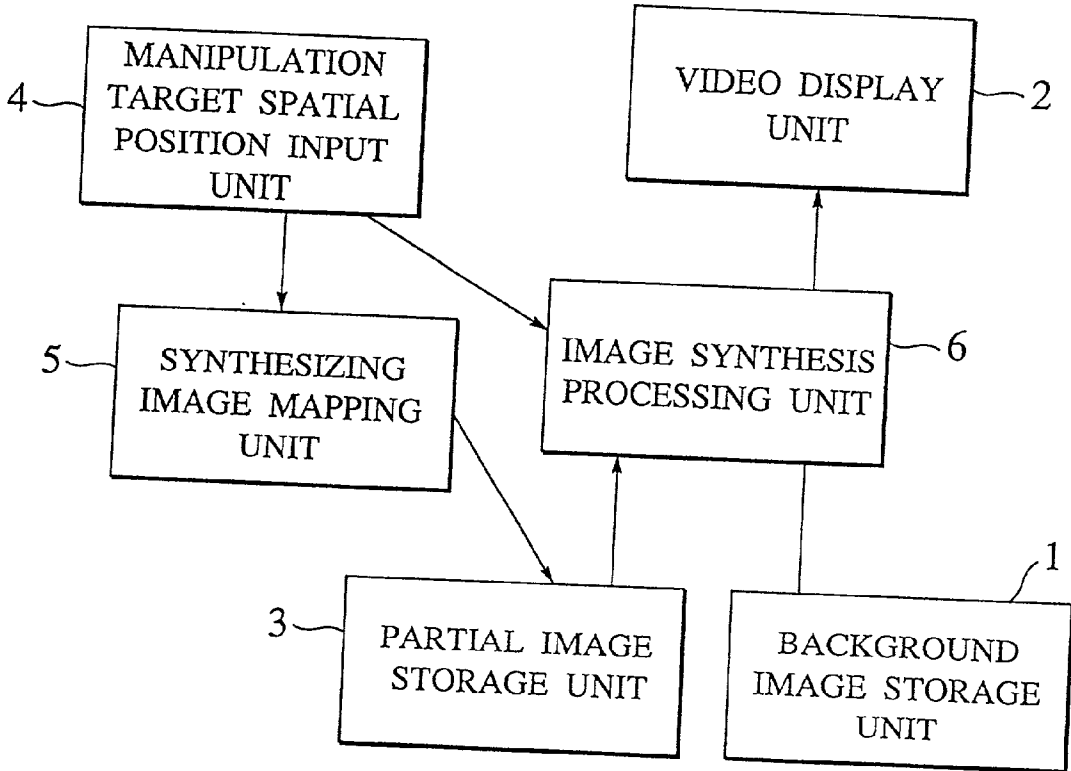 MANIPULATION
TARGET SPATIAL
POSITION INPUT
UNIT
4
VIDEO DISPLAY
UNIT
2
SYNTHESIZING
IMAGE MAPPING
UNIT
5
IMAGE SYNTHESIS
PROCESSING UNIT
6
PARTIAL IMAGE
STORAGE UNIT
3
BACKGROUND
IMAGE STORAGE
UNIT
1